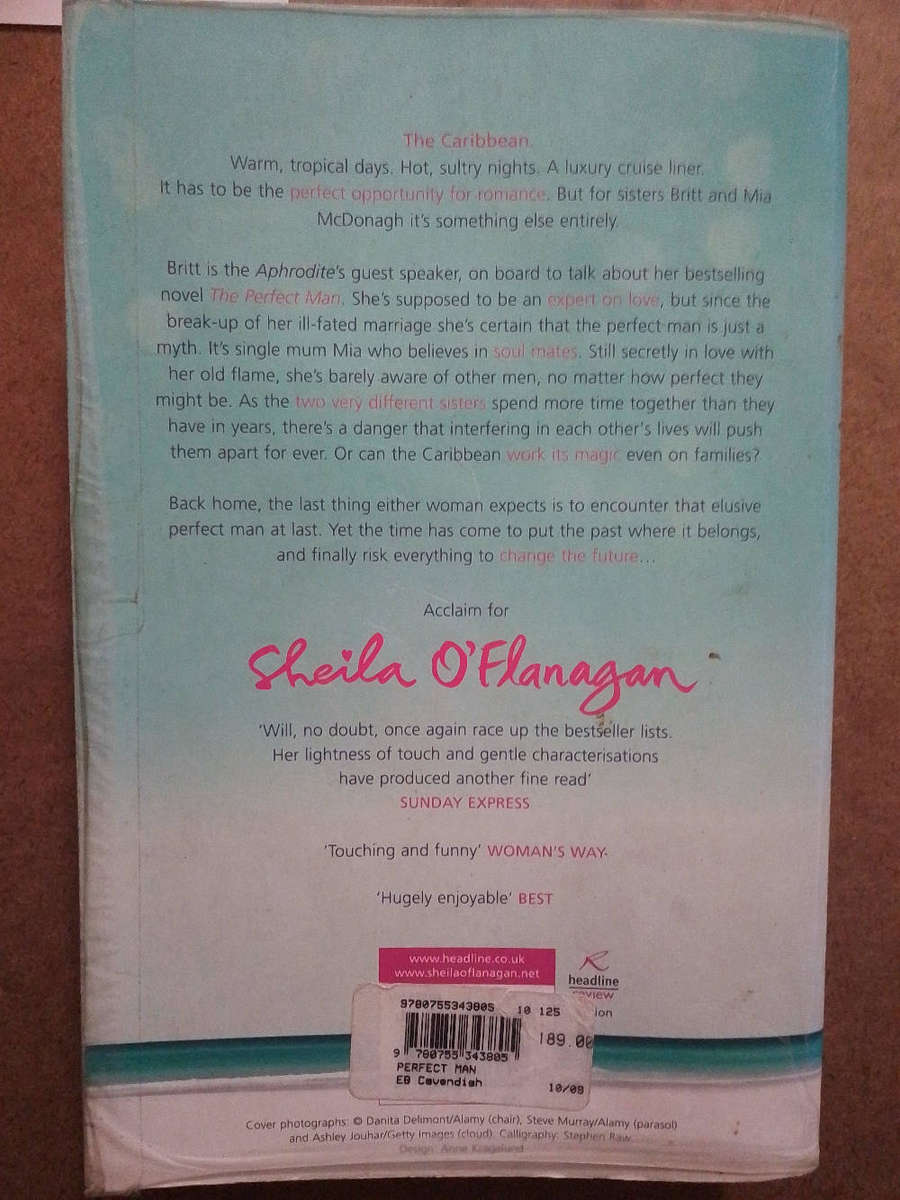 The Caribbean.
Warm, tropical days. Hot, sultry nights. A luxury cruise liner.
It has to be the perfect opportunity for romance. But for sisters Britt and Mia
McDonagh it's something else entirely.
Britt is the Aphrodite's guest speaker, on board to talk about her bestselling
novel The Perfect Man. She's supposed to be an expert on love, but since the
break-up of her ill-fated marriage she's certain that the perfect man is just a
myth. It's single mum Mia who believes in soul mates. Still secretly in love with
her old flame, she's barely aware of other men, no matter how perfect they
might be. As the two very different sisters spend more time together than they
have in years, there's a danger that interfering in each other's lives will push
them apart for ever. Or can the Caribbean work its magic even on families?
Back home, the last thing either woman expects is to encounter that elusive
perfect man at last. Yet the time has come to put the past where it belongs,
and finally risk everything to change the future...
Acclaim for
Sheila O'Flanagan
'Will, no doubt, once again race up the bestseller lists.
Her lightness of touch and gentle characterisations
have produced another fine read'
SUNDAY EXPRESS
'Touching and funny' WOMAN'S WAY
'Hugely enjoyable' BEST
www.headline.co.uk
www.sheilaoflanagan.net
headline
review
9780755343805 10 125
189.00
9 780755 343805
PERFECT MAN
EB Cavendish
10/09
Cover photographs: © Danita Delimont/Alamy (chair), Steve Murray/Alamy (parasol)
and Ashley Jouhar/Getty Images (cloud). Calligraphy: Stephen Raw
Design: Anne